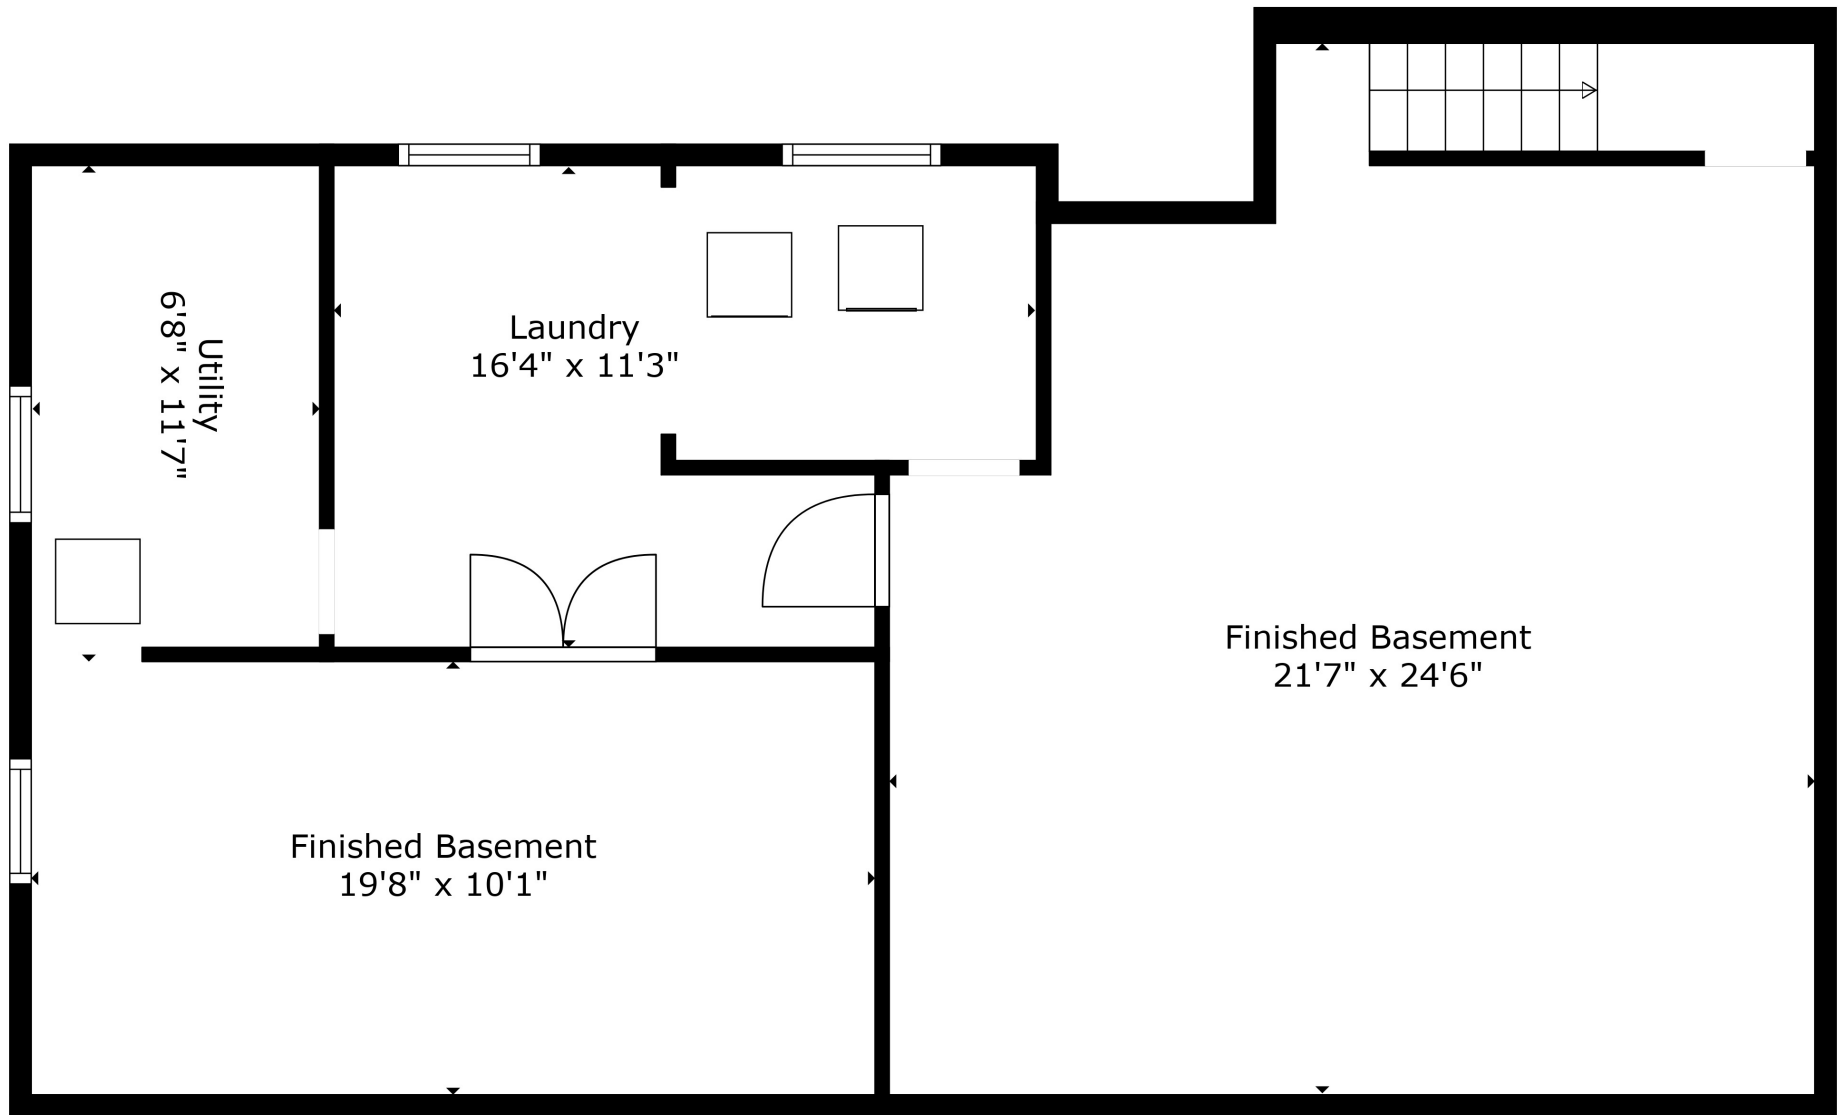 Utility
6'8" x 11'7"
Laundry
16'4" x 11'3"
Finished Basement
21'7" x 24'6"
Finished Basement
19'8" x 10'1"